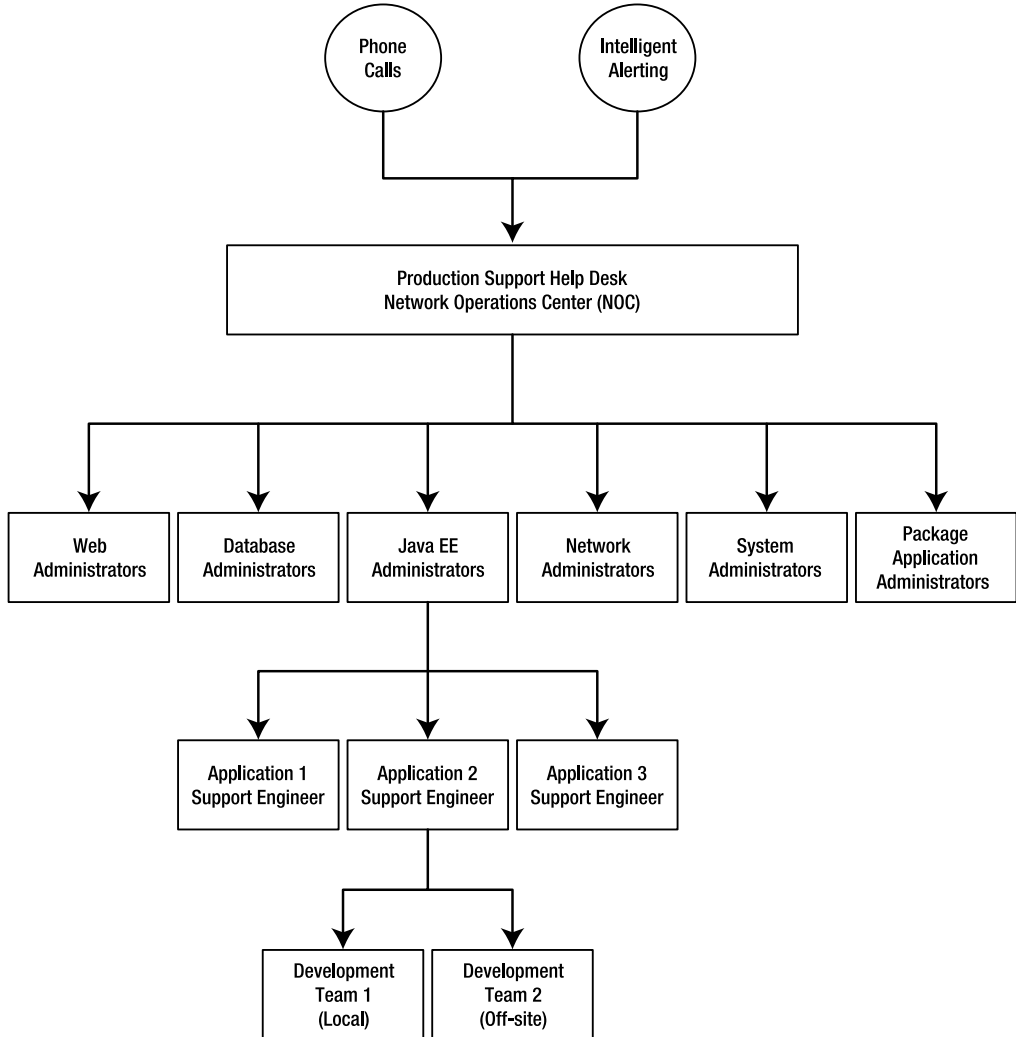 Phone
Calls
Intelligent
Alerting
Production Support Help Desk
Network Operations Center (NOC)
Web
Administrators
Database
Administrators
Java EE
Administrators
Network
Administrators
System
Administrators
Package
Application
Administrators
Application 1
Support Engineer
Application 2
Support Engineer
Application 3
Support Engineer
Development
Team 1
(Local)
Development
Team 2
(Off-site)